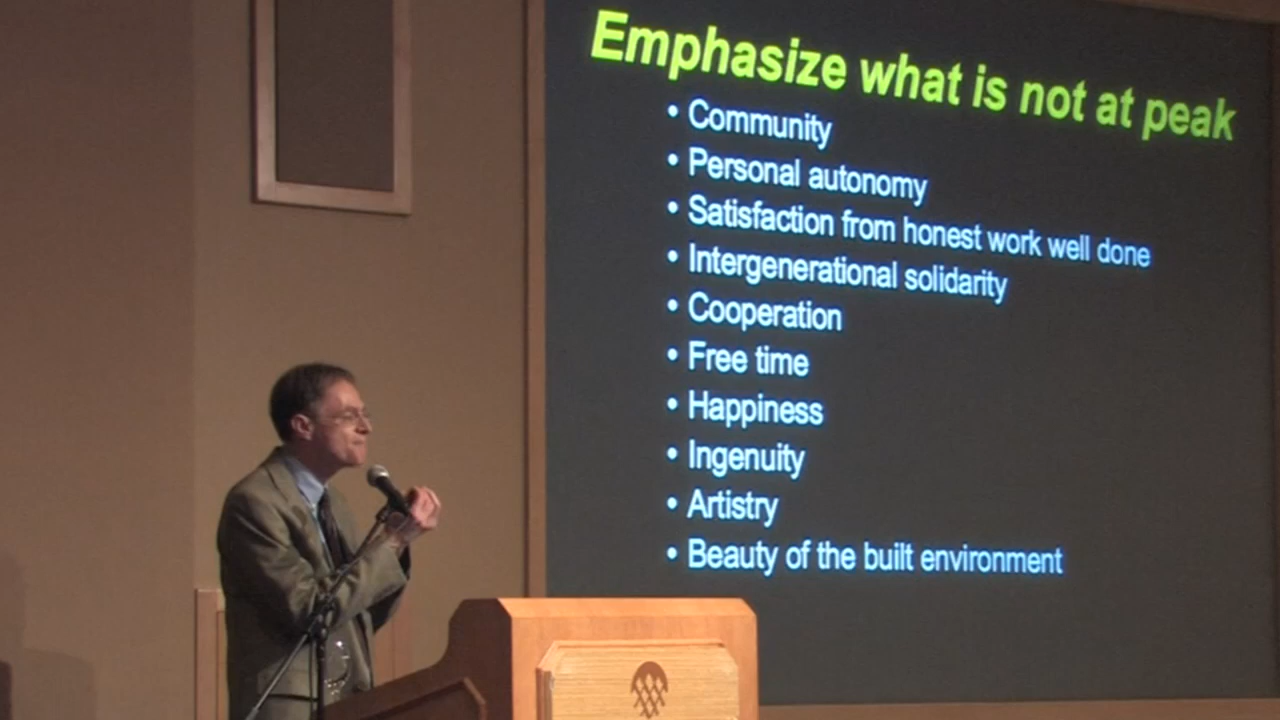 Emphasize what is not at peak
• Community
• Personal autonomy
• Satisfaction from honest work well done
• Intergenerational solidarity
• Cooperation
• Free time
• Happiness
• Ingenuity
• Artistry
• Beauty of the built environment